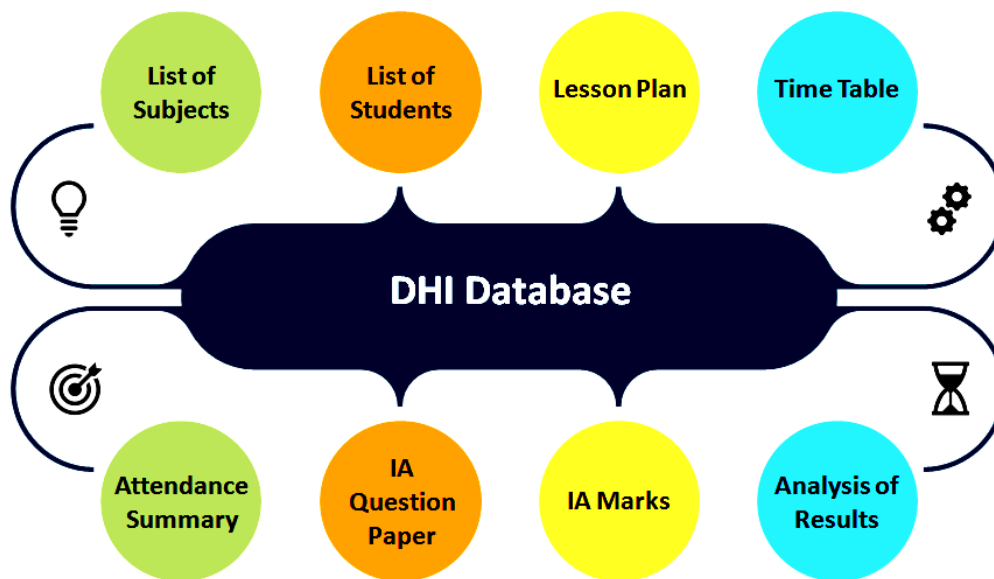 List of
Subjects
List of
Students
Lesson Plan
Time Table
DHI Database
Attendance
Summary
IA
Question
Paper
IA Marks
Analysis of
Results